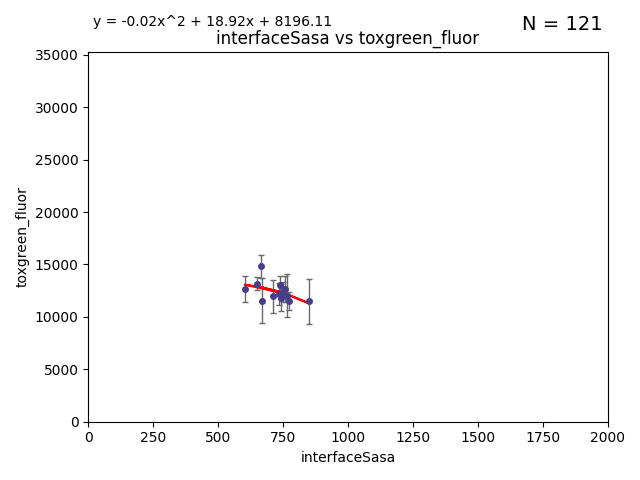 y = -0.02x^2 + 18.92x + 8196.11
N = 121
interfaceSasa vs toxgreen_fluor
35000
30000
25000
20000
15000
10000
5000
0
toxgreen_fluor
0 250 500 750 1000 1250 1500 1750 2000
interfaceSasa